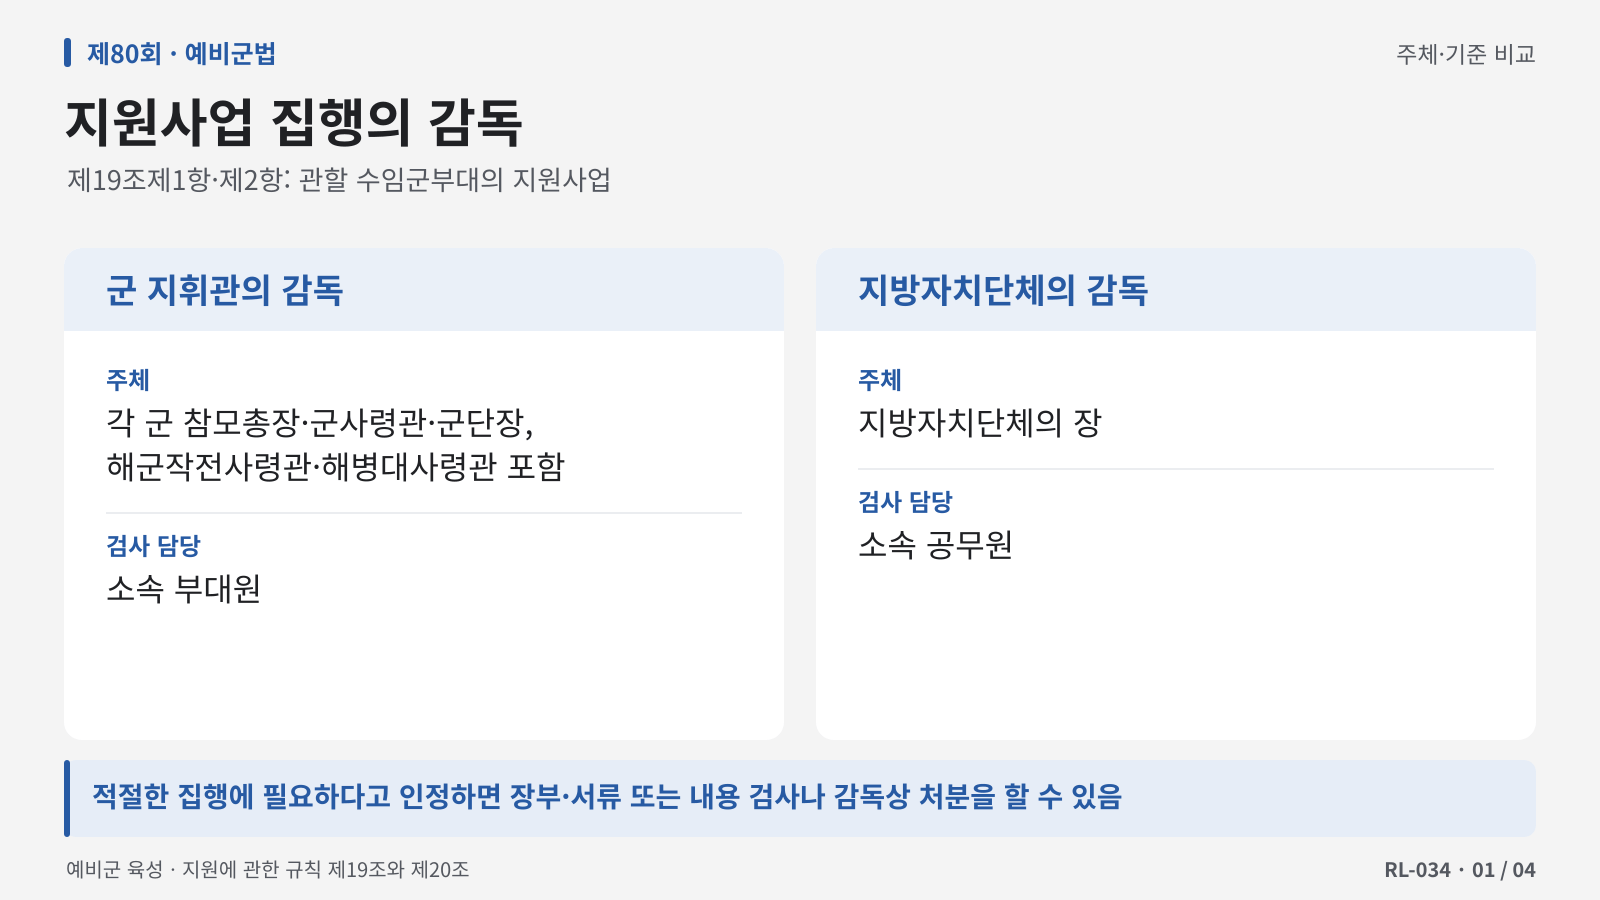 제80회 · 예비군법
주체·기준 비교
지원사업 집행의 감독
제19조제1항·제2항: 관할 수임군부대의 지원사업
군 지휘관의 감독
주체
각 군 참모총장·군사령관·군단장,
해군작전사령관·해병대사령관 포함
검사 담당
소속 부대원
지방자치단체의 감독
주체
지방자치단체의 장
검사 담당
소속 공무원
적절한 집행에 필요하다고 인정하면 장부·서류 또는 내용 검사나 감독상 처분을 할 수 있음
예비군 육성 · 지원에 관한 규칙 제19조와 제20조
RL-034 · 01 / 04